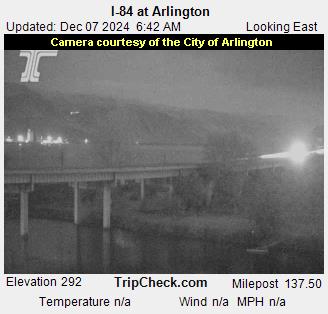 I-84 at Arlington
Updated: Dec 07 2024 6:42 AM Looking East
Camera courtesy of the City of Arlington
Elevation 292 TripCheck.com Milepost 137.50
Temperature n/a Wind n/a MPH n/a